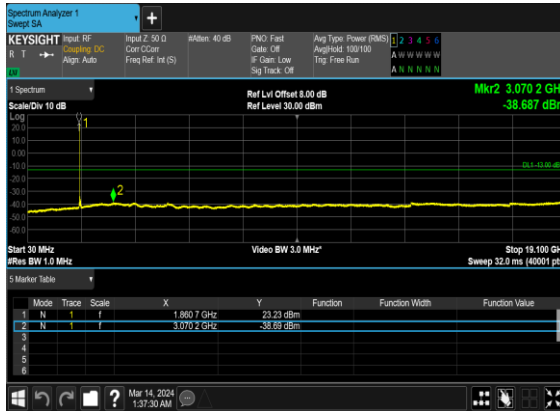 Spectrum Analyzer 1
Swept SA
+
KEYSIGHT Input: RF Input Z: 50 Ω #Atten: 40 dB PNO: Fast Avg Type: Power (RMS) 1 2 3 4 5 6
R T Coupling: DC Corr CCorr Gate: Off Avg|Hold: 100/100 A W W W W W
Align: Auto Freq Ref: Int (S) IF Gain: Low Trig: Free Run
LXI Sig Track: Off A N N N N N
1 Spectrum Ref Lvl Offset 8.00 dB Mkr2 3.070 2 GHz
Scale/Div 10 dB Ref Level 30.00 dBm -38.687 dBm
Log
20.0
10.0
0.00
-10.0
-20.0
-30.0
-40.0
-50.0
-60.0
1
2
DL1 -13.00 dBm
Start 30 MHz Video BW 3.0 MHz* Stop 19.100 GHz
#Res BW 1.0 MHz Sweep 32.0 ms (40001 pts)
5 Marker Table
Mode Trace Scale X Y Function Function Width Function Value
1 N 1 f 1.860 7 GHz 23.23 dBm
2 N 1 f 3.070 2 GHz -38.69 dBm
3
4
5
6
? Mar 14, 2024
1:37:30 AM